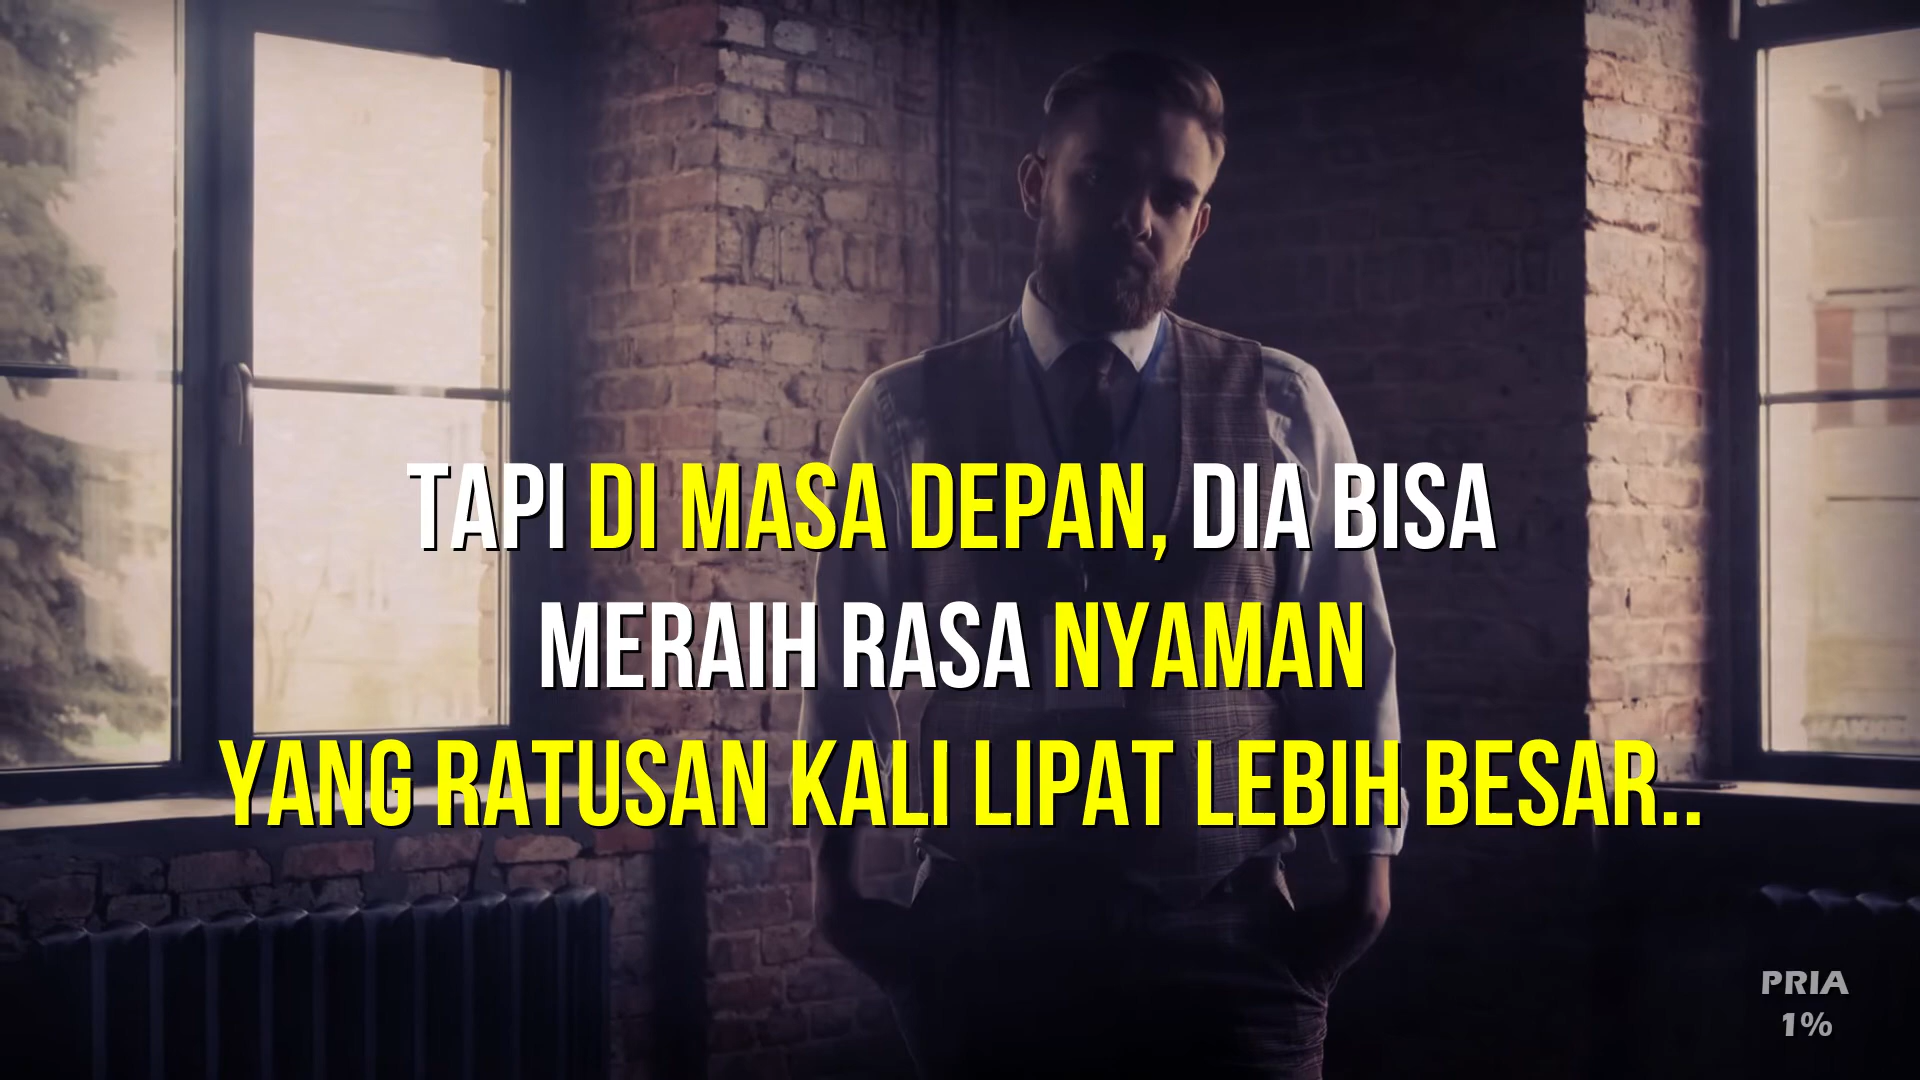 TAPI DI MASA DEPAN, DIA BISA
MERAIH RASA NYAMAN
YANG RATUSAN KALI LIPAT LEBIH BESAR..
PRIA
1%